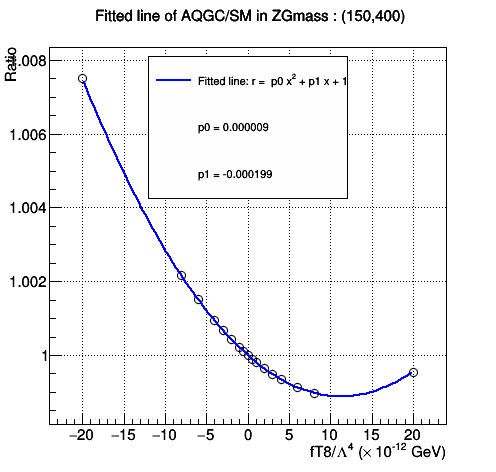 Fitted line of AQGC/SM in ZGmass : (150,400)
Ratio
1.008
1.006
1.004
1.002
1
Fitted line: r = p0 x² + p1 x + 1
p0 = 0.000009
p1 = -0.000199
−20 −15 −10 −5 0 5 10 15 20
fT8/Λ⁴ (× 10⁻¹² GeV)